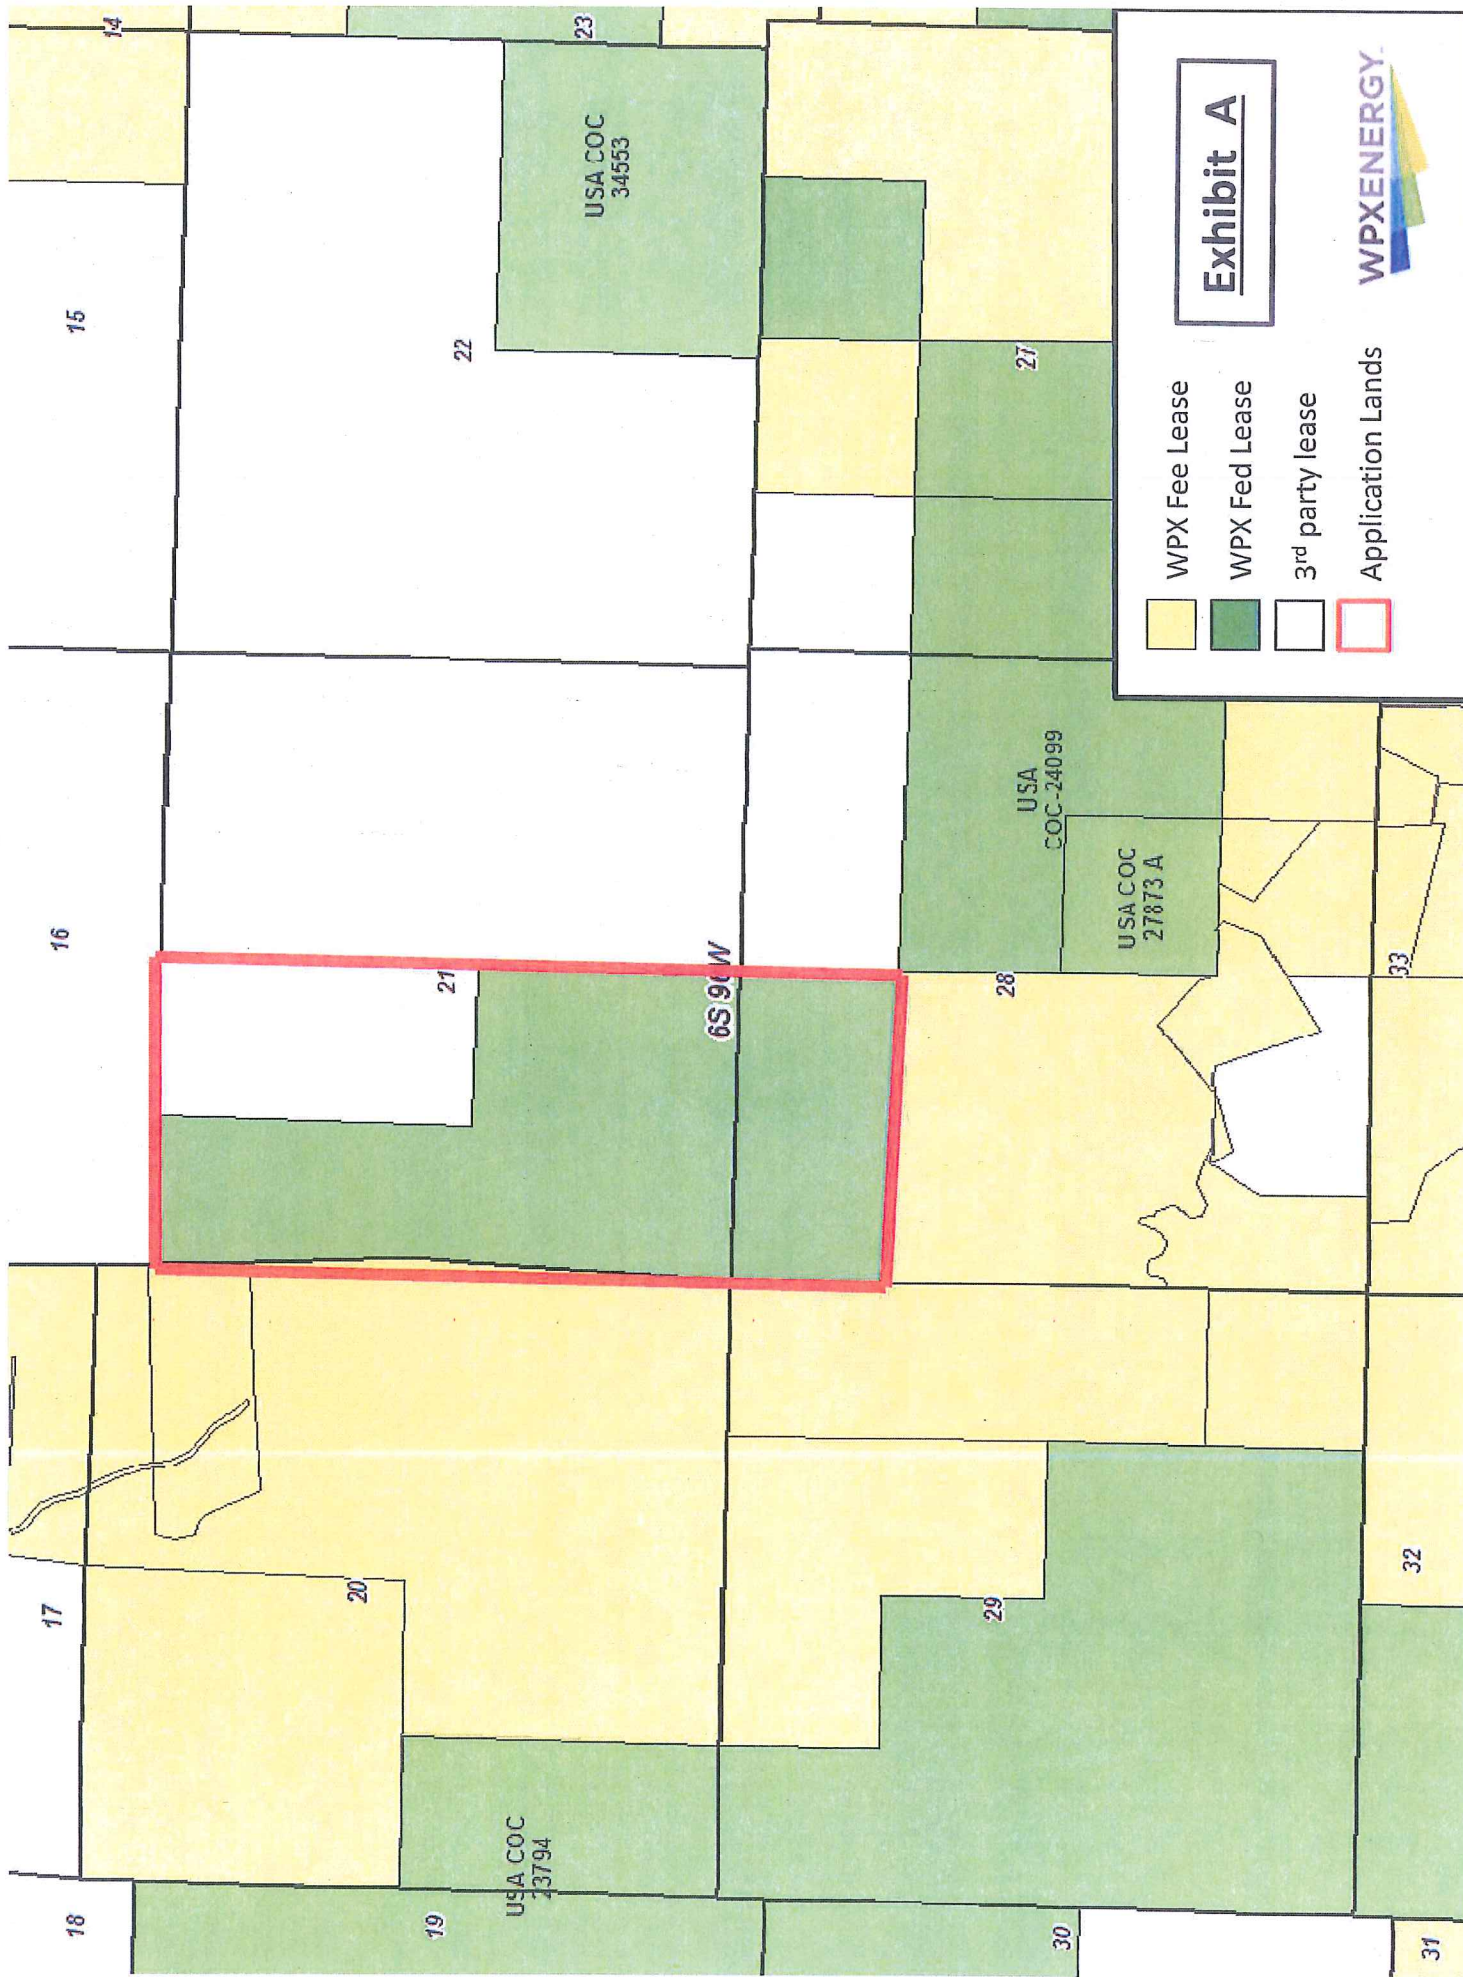 18
17
16
15
14
19
20
21
22
23
USA COC
23794
USA COC
34553
6S 96W
30
29
28
27
USA
COC-24099
USA COC
27873 A
31
32
33
WPX Fee Lease
WPX Fed Lease
3rd party lease
Application Lands
Exhibit A
WPXENERGY